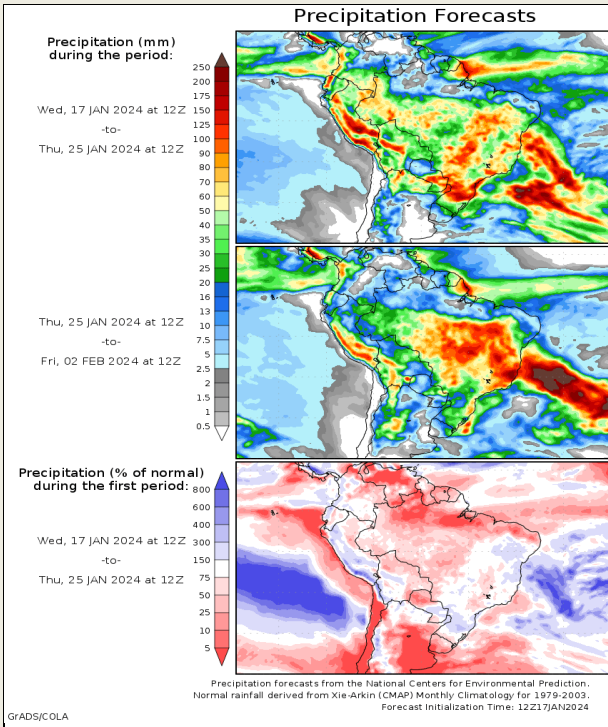 Precipitation Forecasts
Precipitation (mm)
during the period:
Wed, 17 JAN 2024 at 12Z
-to-
Thu, 25 JAN 2024 at 12Z
250
200
175
150
125
100
90
80
70
60
50
40
35
30
25
20
16
13
10
7.5
5
2.5
2
1.5
1
0.5
Thu, 25 JAN 2024 at 12Z
-to-
Fri, 02 FEB 2024 at 12Z
Precipitation (% of normal)
during the first period:
Wed, 17 JAN 2024 at 12Z
-to-
Thu, 25 JAN 2024 at 12Z
800
600
400
300
150
75
50
25
10
5
Precipitation forecasts from the National Centers for Environmental Prediction.
Normal rainfall derived from Xie-Arkin (CMAP) Monthly Climatology for 1979-2003.
Forecast Initialization Time: 12Z17JAN2024
GrADS/COLA